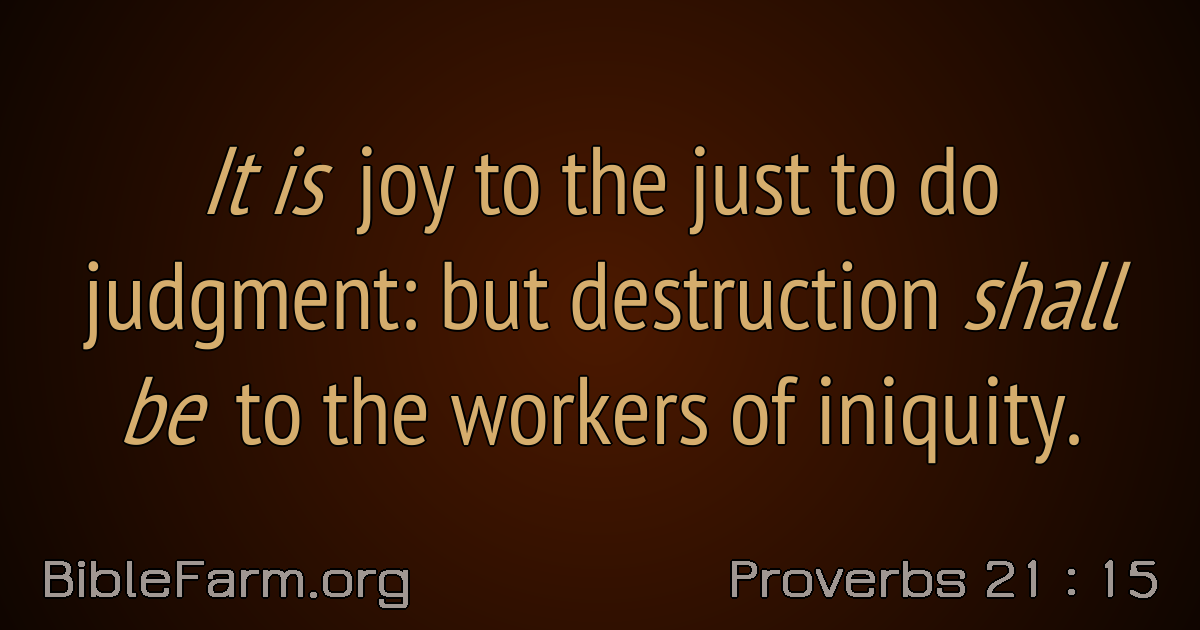 It is joy to the just to do
judgment: but destruction shall
be to the workers of iniquity.
BibleFarm.org
Proverbs 21 : 15